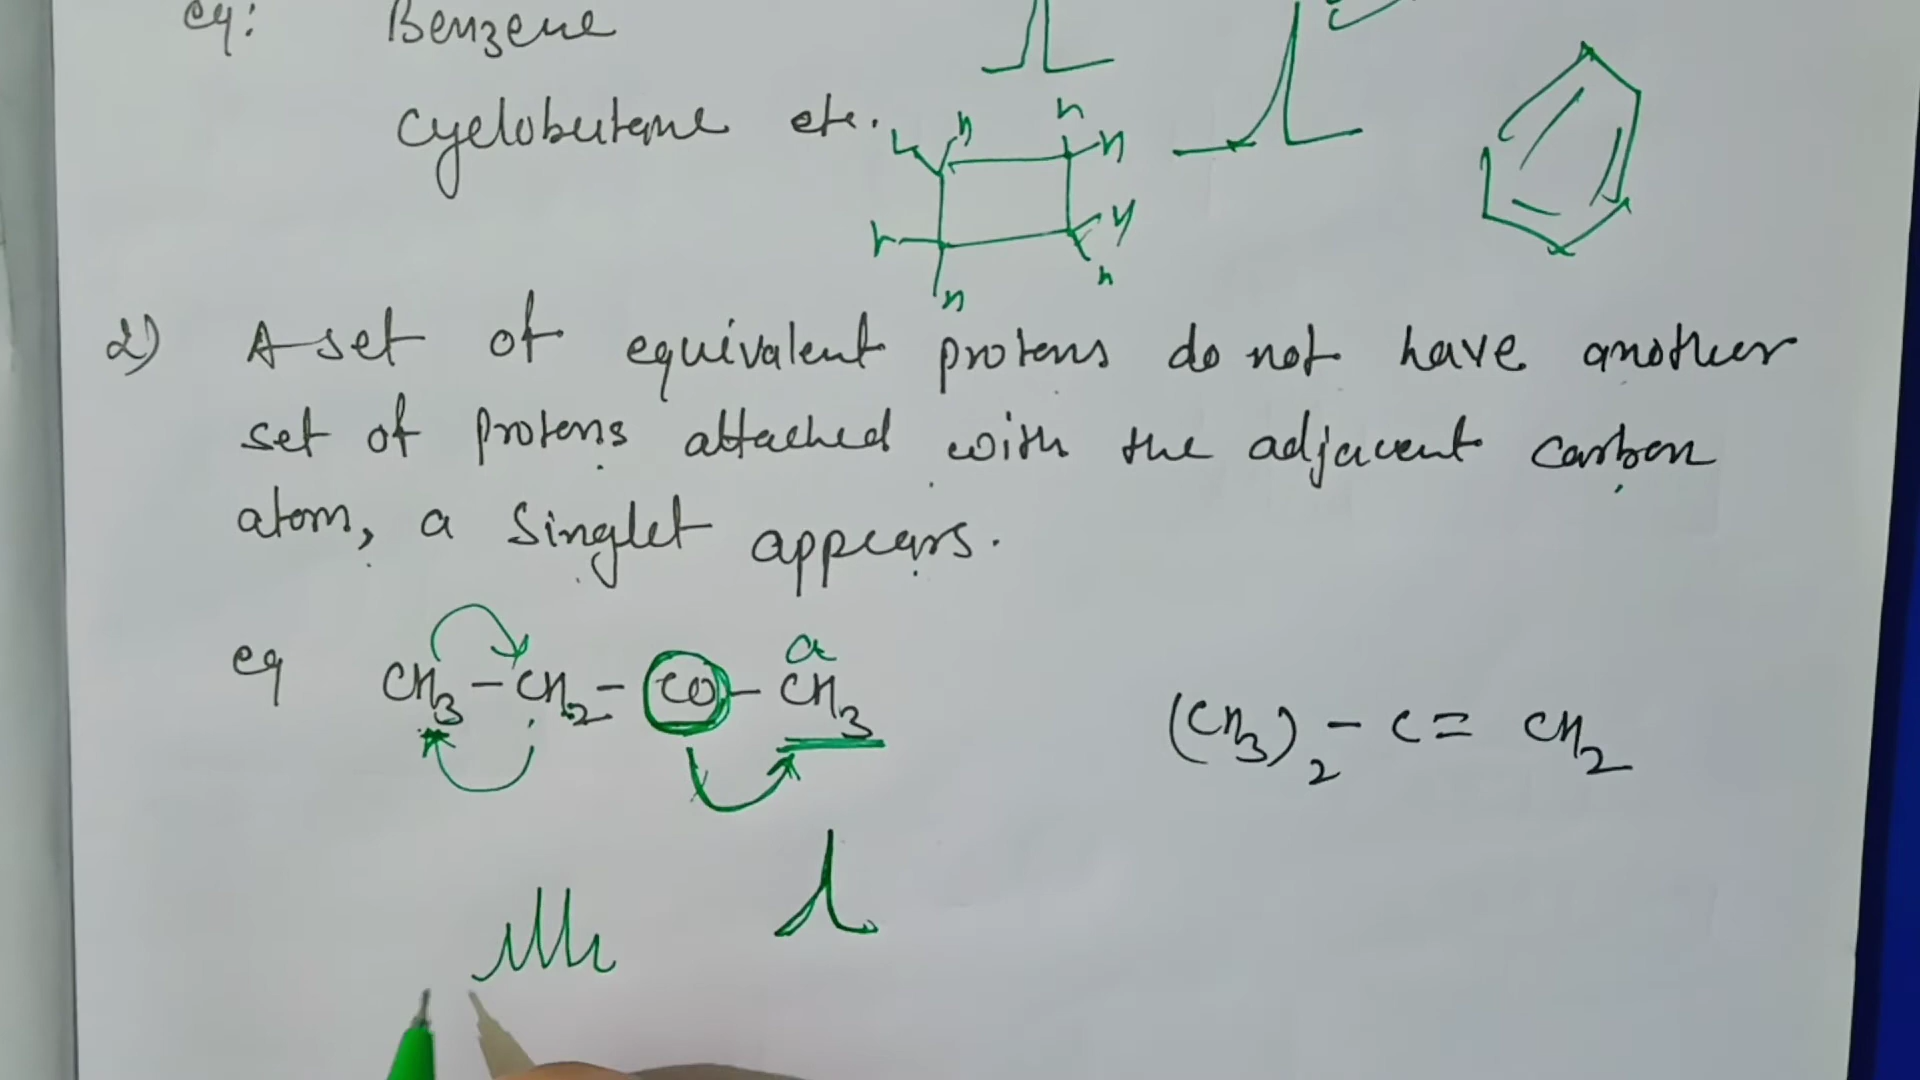 eg: Benzene
Cyclobutane etc.
H H H H
H H
H H
2) A set of equivalent protons do not have another
set of protons attached with the adjacent carbon
atom, a singlet appears.
a
eg CH3 - CH2 - CO - CH3
(CH3)2 - C = CH2